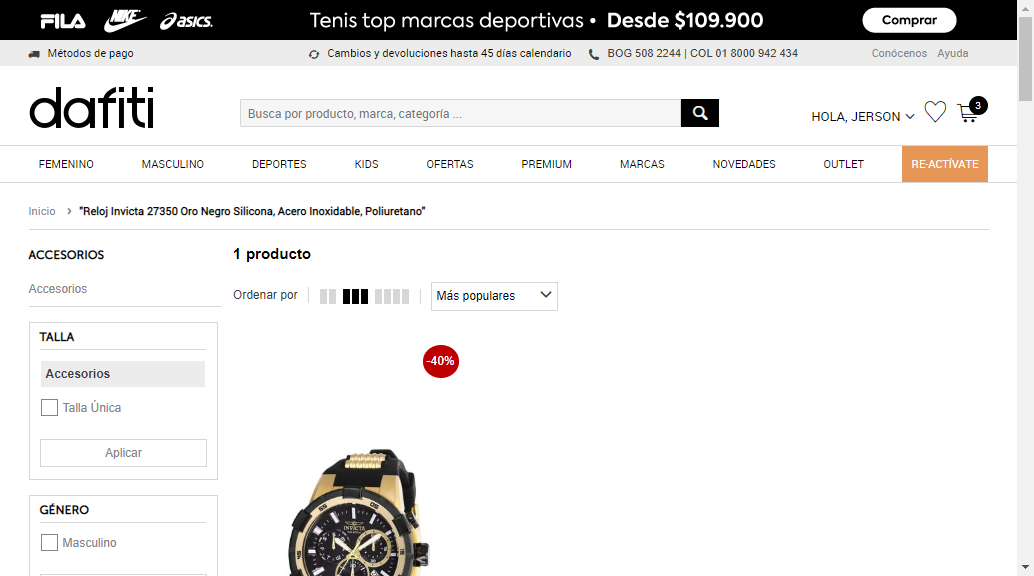 FILA NIKE asics. Tenis top marcas deportivas • Desde $109.900 Comprar
Métodos de pago Cambios y devoluciones hasta 45 días calendario BOG 508 2244 | COL 01 8000 942 434 Conócenos Ayuda
dafiti Busca por producto, marca, categoría ... HOLA, JERSON 3
FEMENINO MASCULINO DEPORTES KIDS OFERTAS PREMIUM MARCAS NOVEDADES OUTLET RE-ACTÍVATE
Inicio › "Reloj Invicta 27350 Oro Negro Silicona, Acero Inoxidable, Poliuretano"
ACCESORIOS
Accesorios
TALLA
Accesorios
Talla Única
Aplicar
GÉNERO
Masculino
1 producto
Ordenar por Más populares
-40%
INVICTA